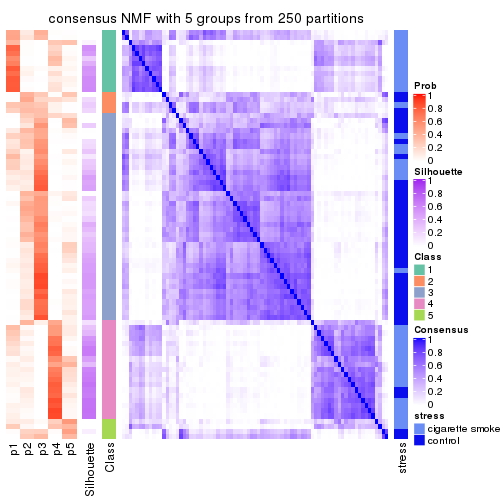 consensus NMF with 5 groups from 250 partitions
Prob
1
0.8
0.6
0.4
0.2
0
Silhouette
1
0.8
0.6
0.4
0.2
0
Class
1
2
3
4
5
Consensus
1
0.8
0.6
0.4
0.2
0
stress
cigarette smoke
control
p1
p2
p3
p4
p5
Silhouette
Class
stress